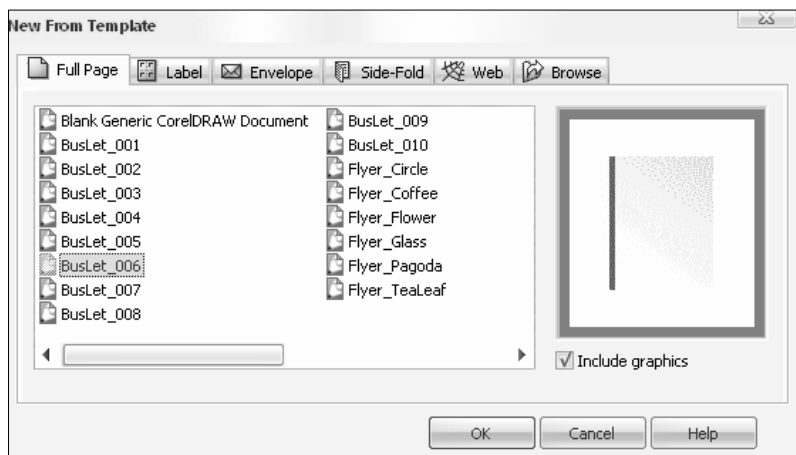 New From Template
Full Page Label Envelope Side-Fold Web Browse
Blank Generic CorelDRAW Document
BusLet_001
BusLet_002
BusLet_003
BusLet_004
BusLet_005
BusLet_006
BusLet_007
BusLet_008
BusLet_009
BusLet_010
Flyer_Circle
Flyer_Coffee
Flyer_Flower
Flyer_Glass
Flyer_Pagoda
Flyer_TeaLeaf
Include graphics
OK Cancel Help